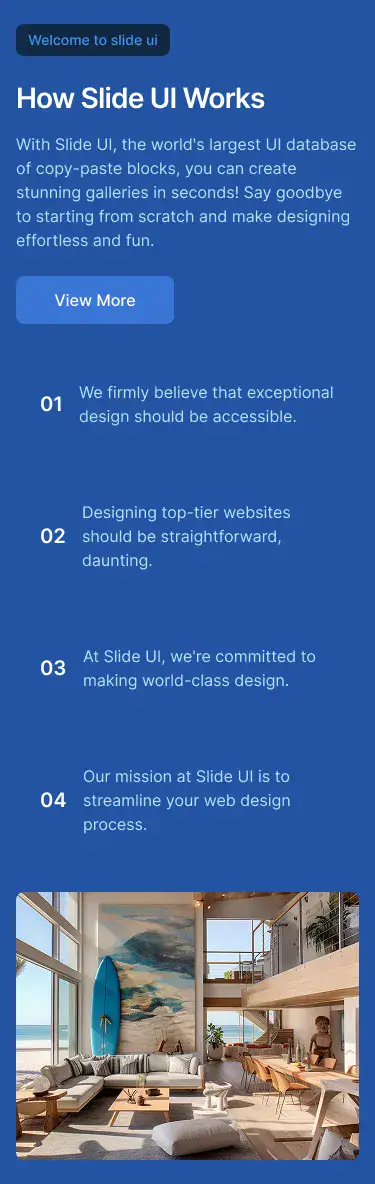 Welcome to slide ui
How Slide UI Works
With Slide UI, the world's largest UI database
of copy-paste blocks, you can create
stunning galleries in seconds! Say goodbye
to starting from scratch and make designing
effortless and fun.
View More
01
We firmly believe that exceptional
design should be accessible.
02
Designing top-tier websites
should be straightforward,
daunting.
03
At Slide UI, we're committed to
making world-class design.
04
Our mission at Slide UI is to
streamline your web design
process.